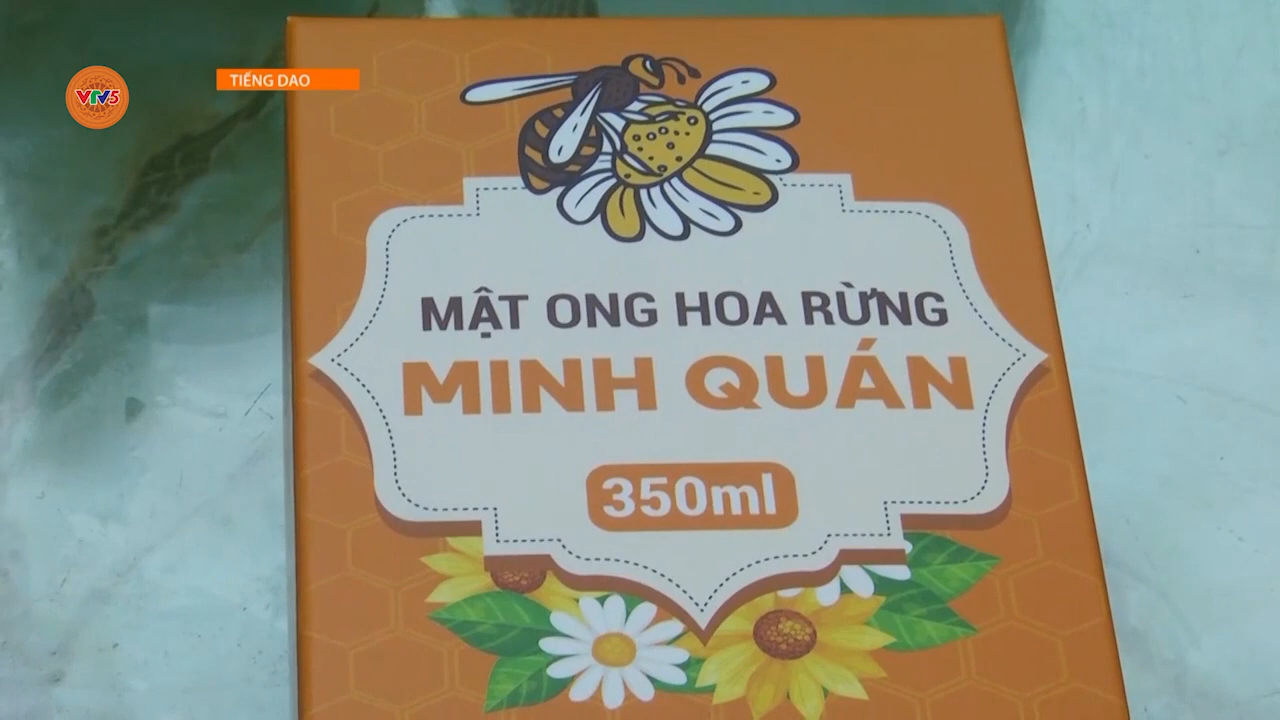 VTV5
TIẾNG DAO
MẬT ONG HOA RỪNG
MINH QUÁN
350ml